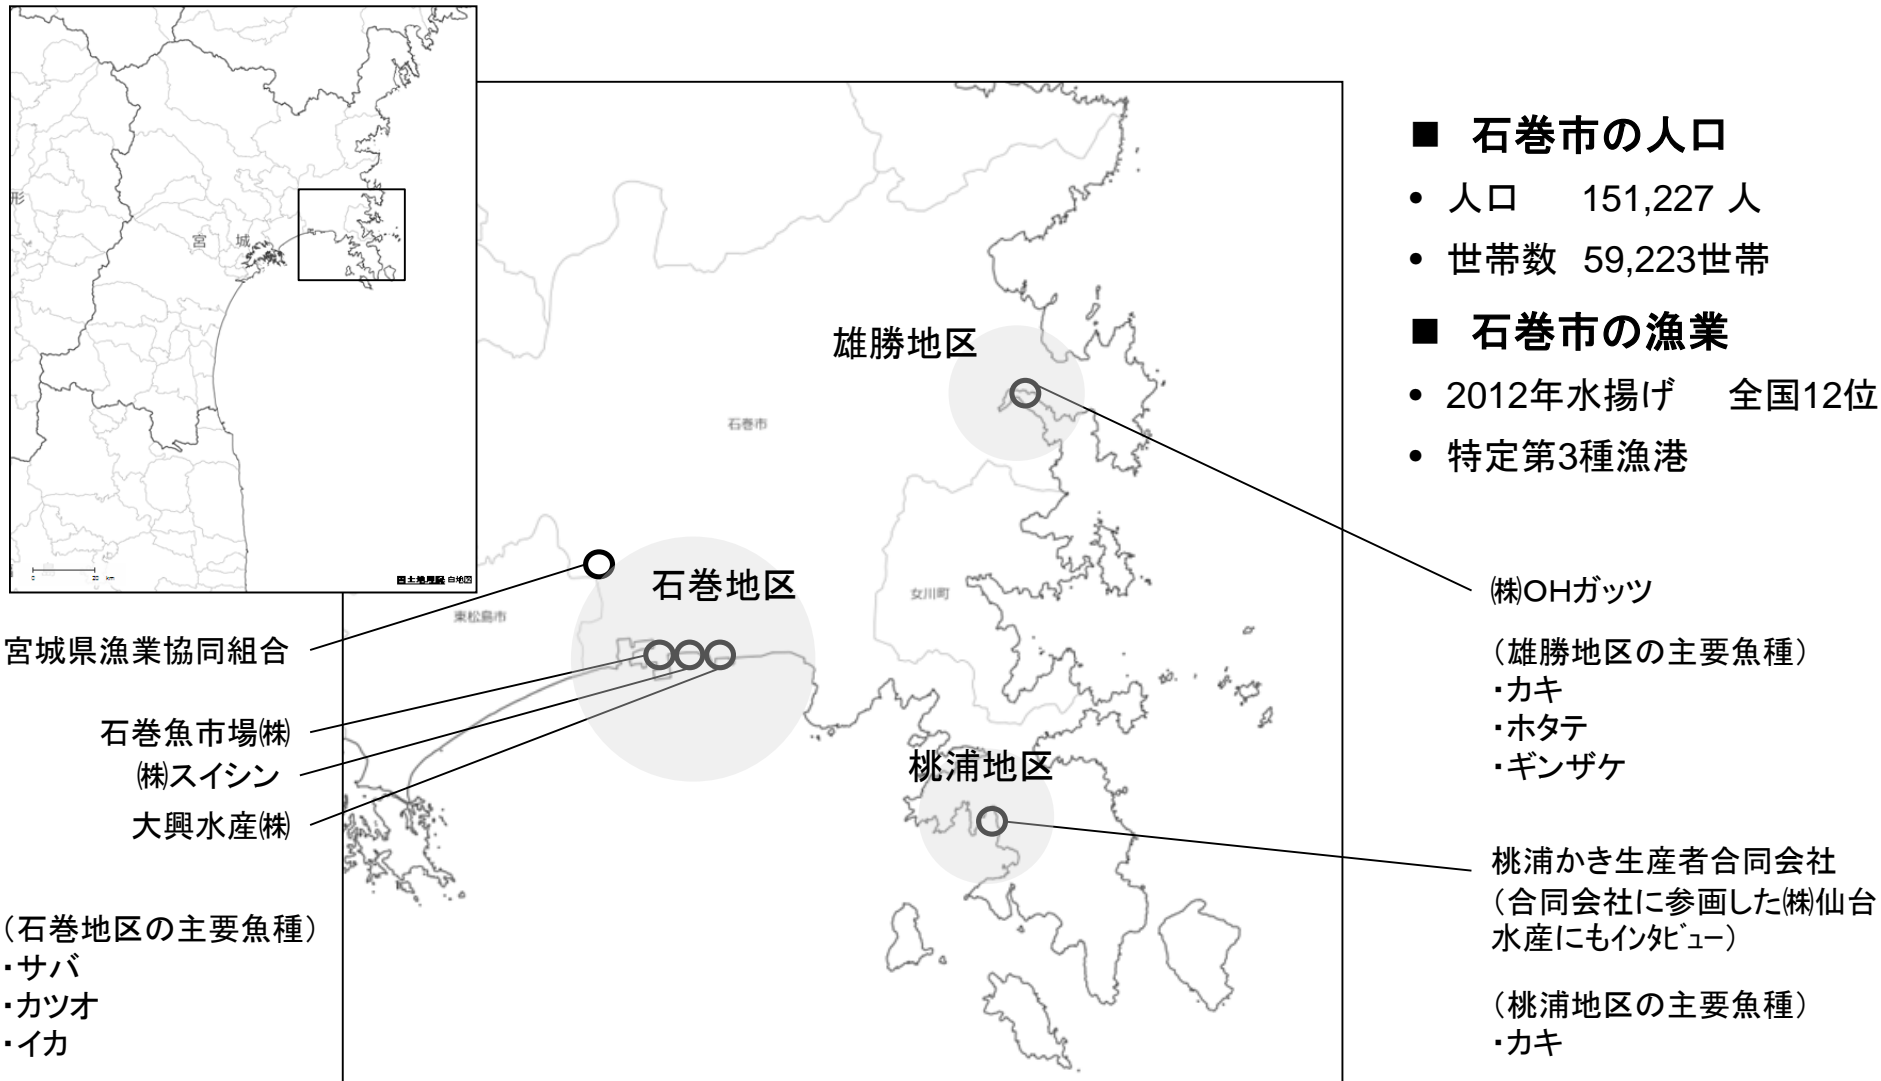 形
宮 城
0 20 km
国土地理院 白地図
石巻市
女川町
東松島市
雄勝地区
石巻地区
桃浦地区
宮城県漁業協同組合
石巻魚市場㈱
㈱スイシン
大興水産㈱
（石巻地区の主要魚種）
・サバ
・カツオ
・イカ
■ 石巻市の人口
• 人口 151,227 人
• 世帯数 59,223世帯
■ 石巻市の漁業
• 2012年水揚げ 全国12位
• 特定第3種漁港
㈱OHガッツ
（雄勝地区の主要魚種）
・カキ
・ホタテ
・ギンザケ
桃浦かき生産者合同会社
（合同会社に参画した㈱仙台
水産にもｲﾝﾀﾋﾞｭｰ）
（桃浦地区の主要魚種）
・カキ